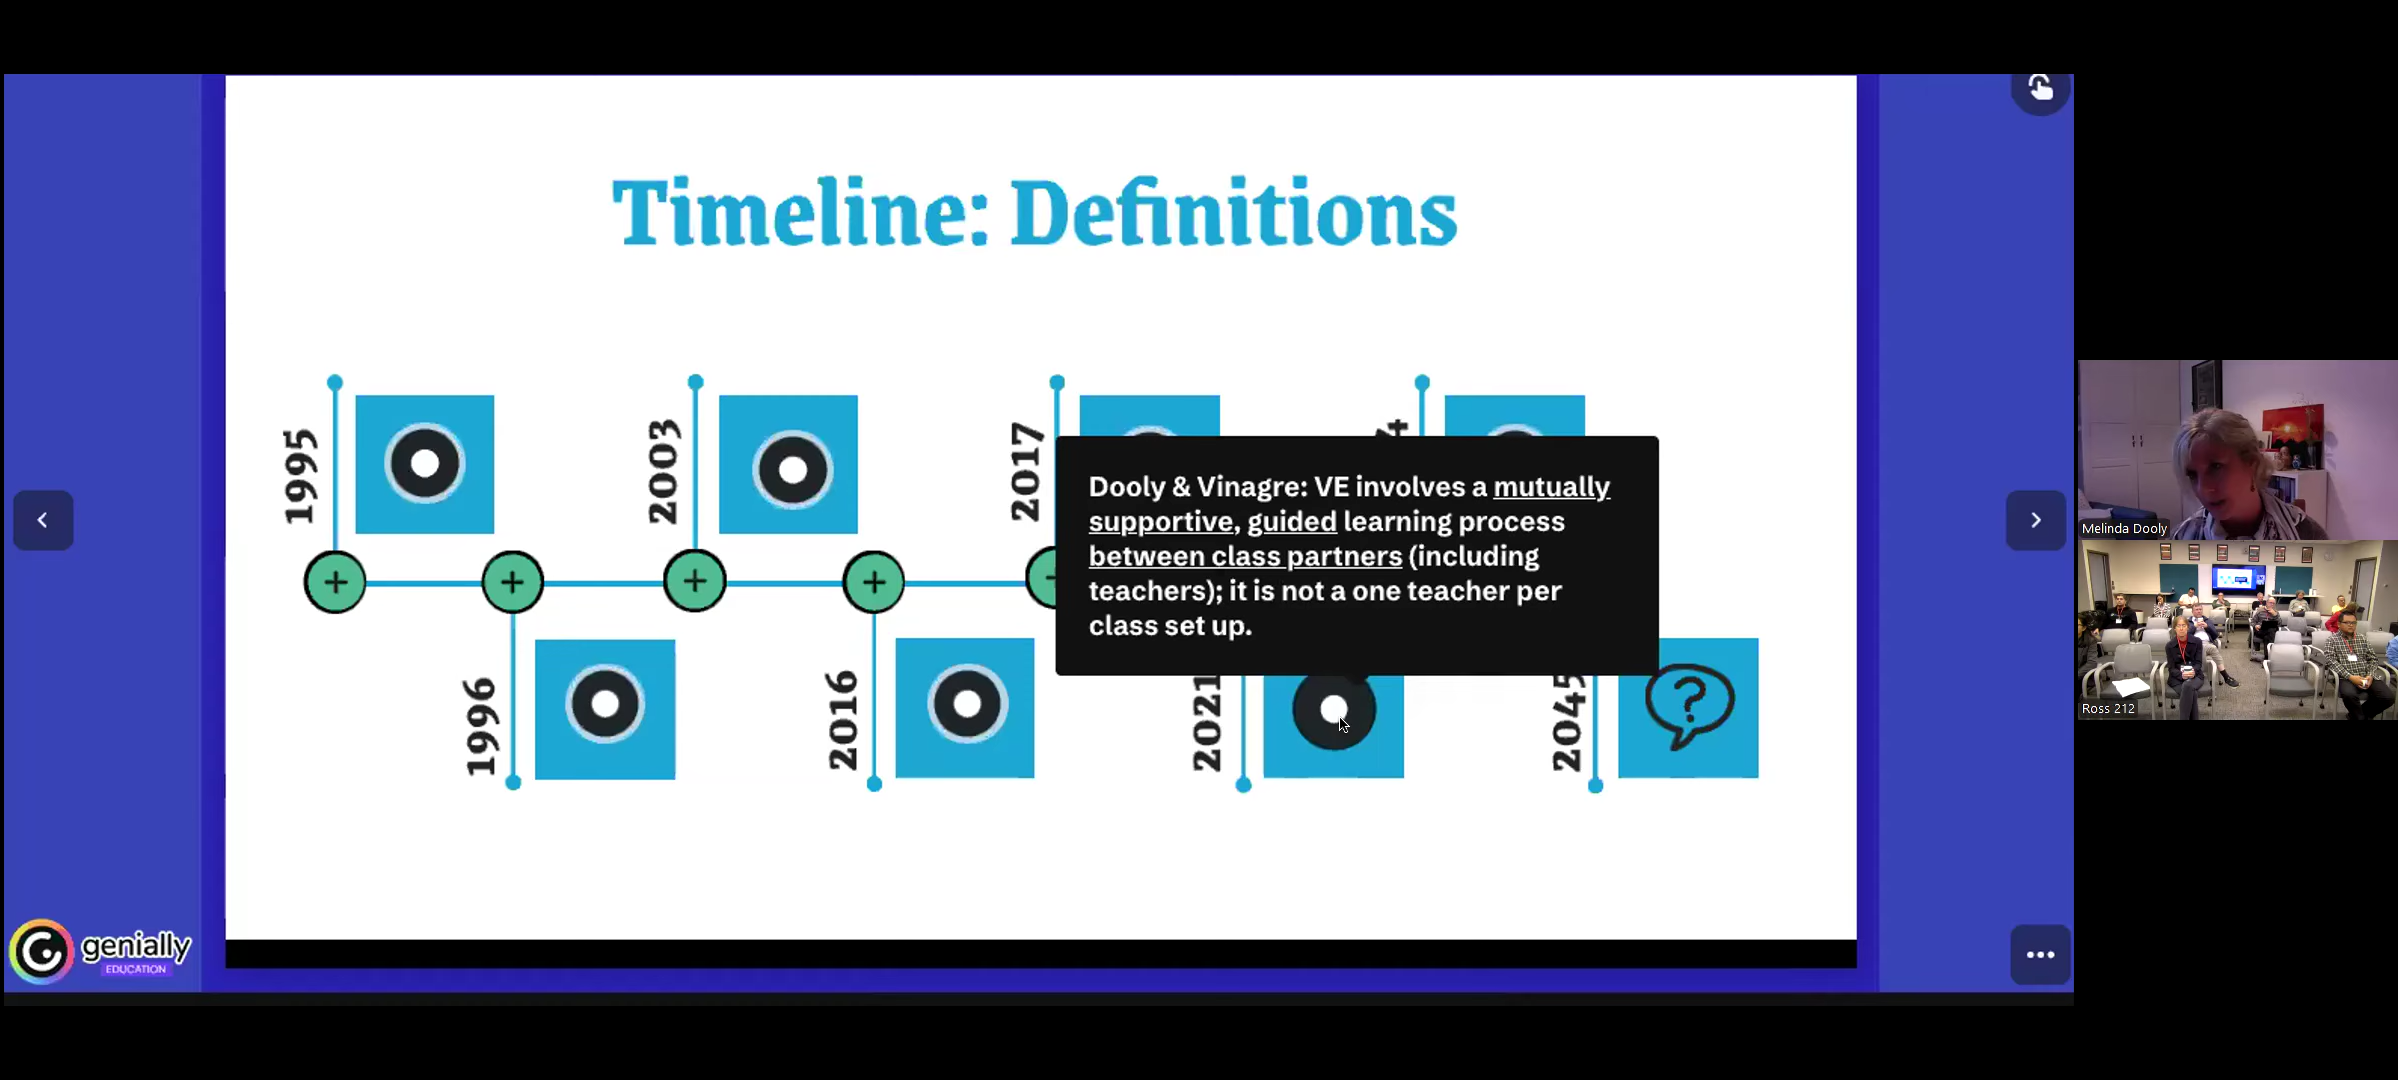 Timeline: Definitions
1995
2003
2017
4
Dooly & Vinagre: VE involves a mutually
supportive, guided learning process
between class partners (including
teachers); it is not a one teacher per
class set up.
1996
2016
2021
2045
?
genially
EDUCATION
Melinda Dooly
Ross 212